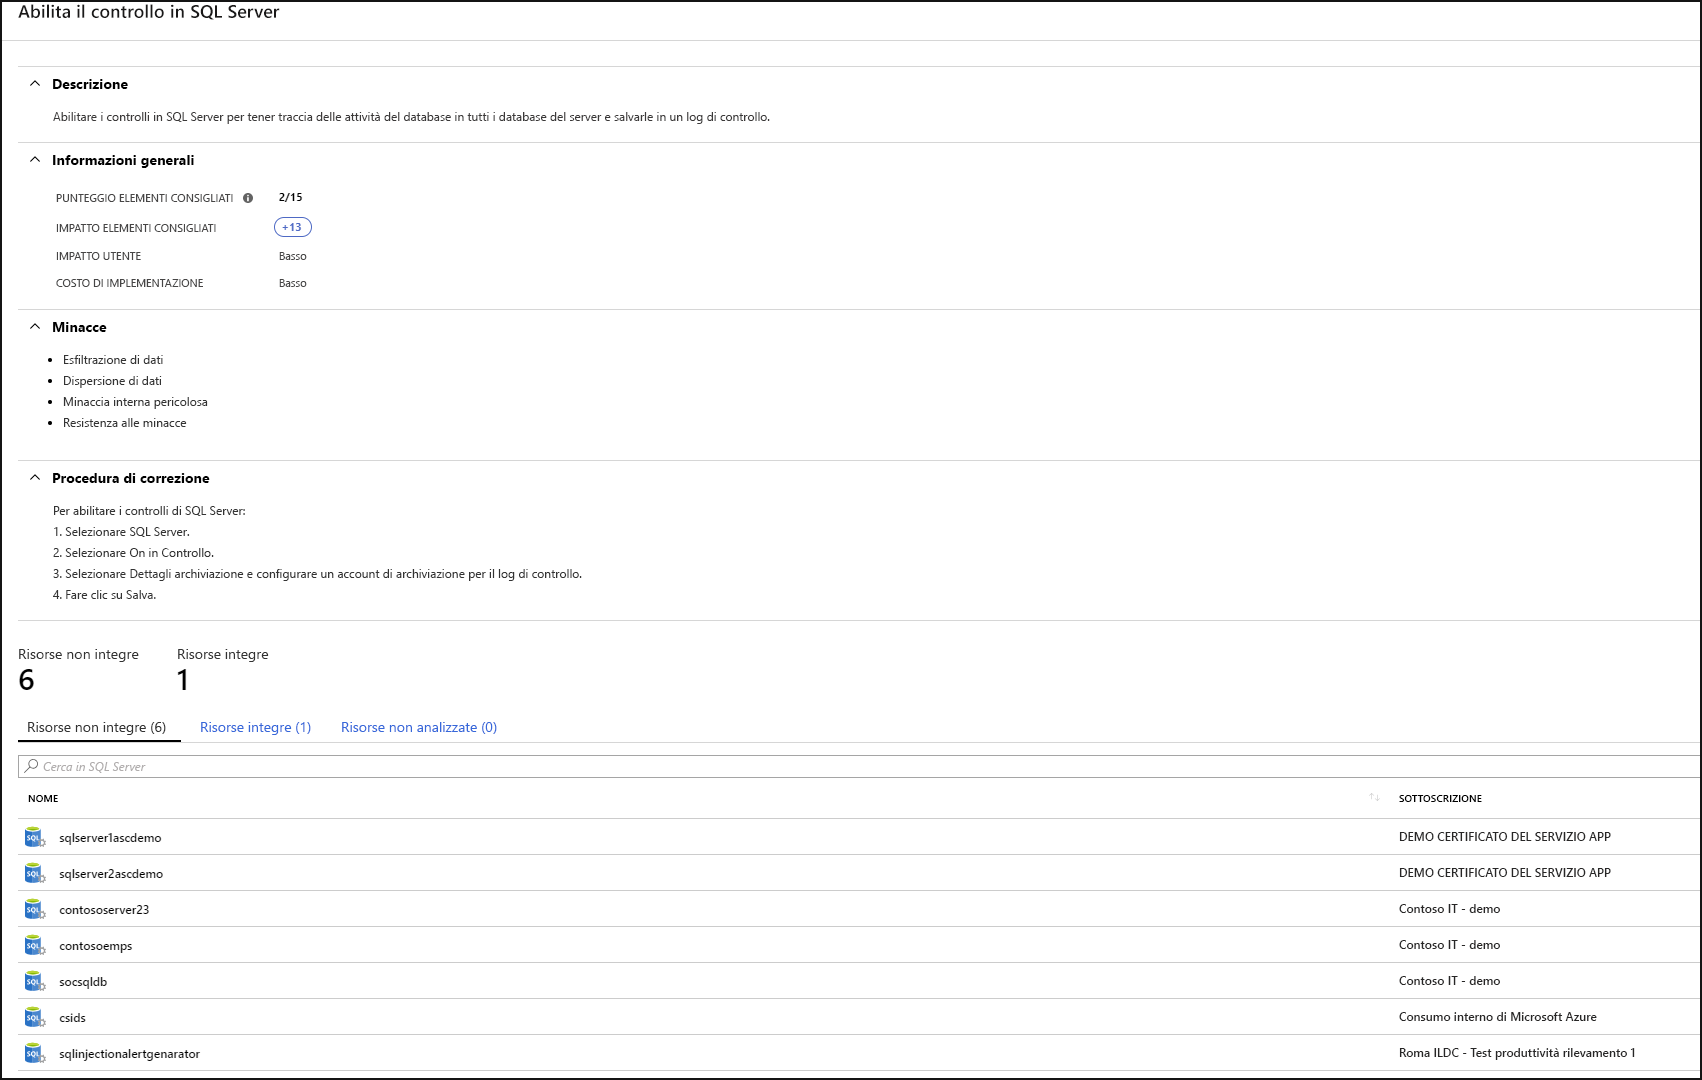 Abilita il controllo in SQL Server
Descrizione
Abilitare i controlli in SQL Server per tener traccia delle attività del database in tutti i database del server e salvarle in un log di controllo.
Informazioni generali
PUNTEGGIO ELEMENTI CONSIGLIATI 2/15
IMPATTO ELEMENTI CONSIGLIATI +13
IMPATTO UTENTE Basso
COSTO DI IMPLEMENTAZIONE Basso
Minacce
• Esfiltrazione di dati
• Dispersione di dati
• Minaccia interna pericolosa
• Resistenza alle minacce
Procedura di correzione
Per abilitare i controlli di SQL Server:
1. Selezionare SQL Server.
2. Selezionare On in Controllo.
3. Selezionare Dettagli archiviazione e configurare un account di archiviazione per il log di controllo.
4. Fare clic su Salva.
Risorse non integre Risorse integre
6 1
Risorse non integre (6) Risorse integre (1) Risorse non analizzate (0)
Cerca in SQL Server
NOME SOTTOSCRIZIONE
SQL sqlserver1ascdemo DEMO CERTIFICATO DEL SERVIZIO APP
SQL sqlserver2ascdemo DEMO CERTIFICATO DEL SERVIZIO APP
SQL contososerver23 Contoso IT - demo
SQL contosoemps Contoso IT - demo
SQL socsqldb Contoso IT - demo
SQL csids Consumo interno di Microsoft Azure
SQL sqlinjectionalertgenarator Roma ILDC - Test produttività rilevamento 1